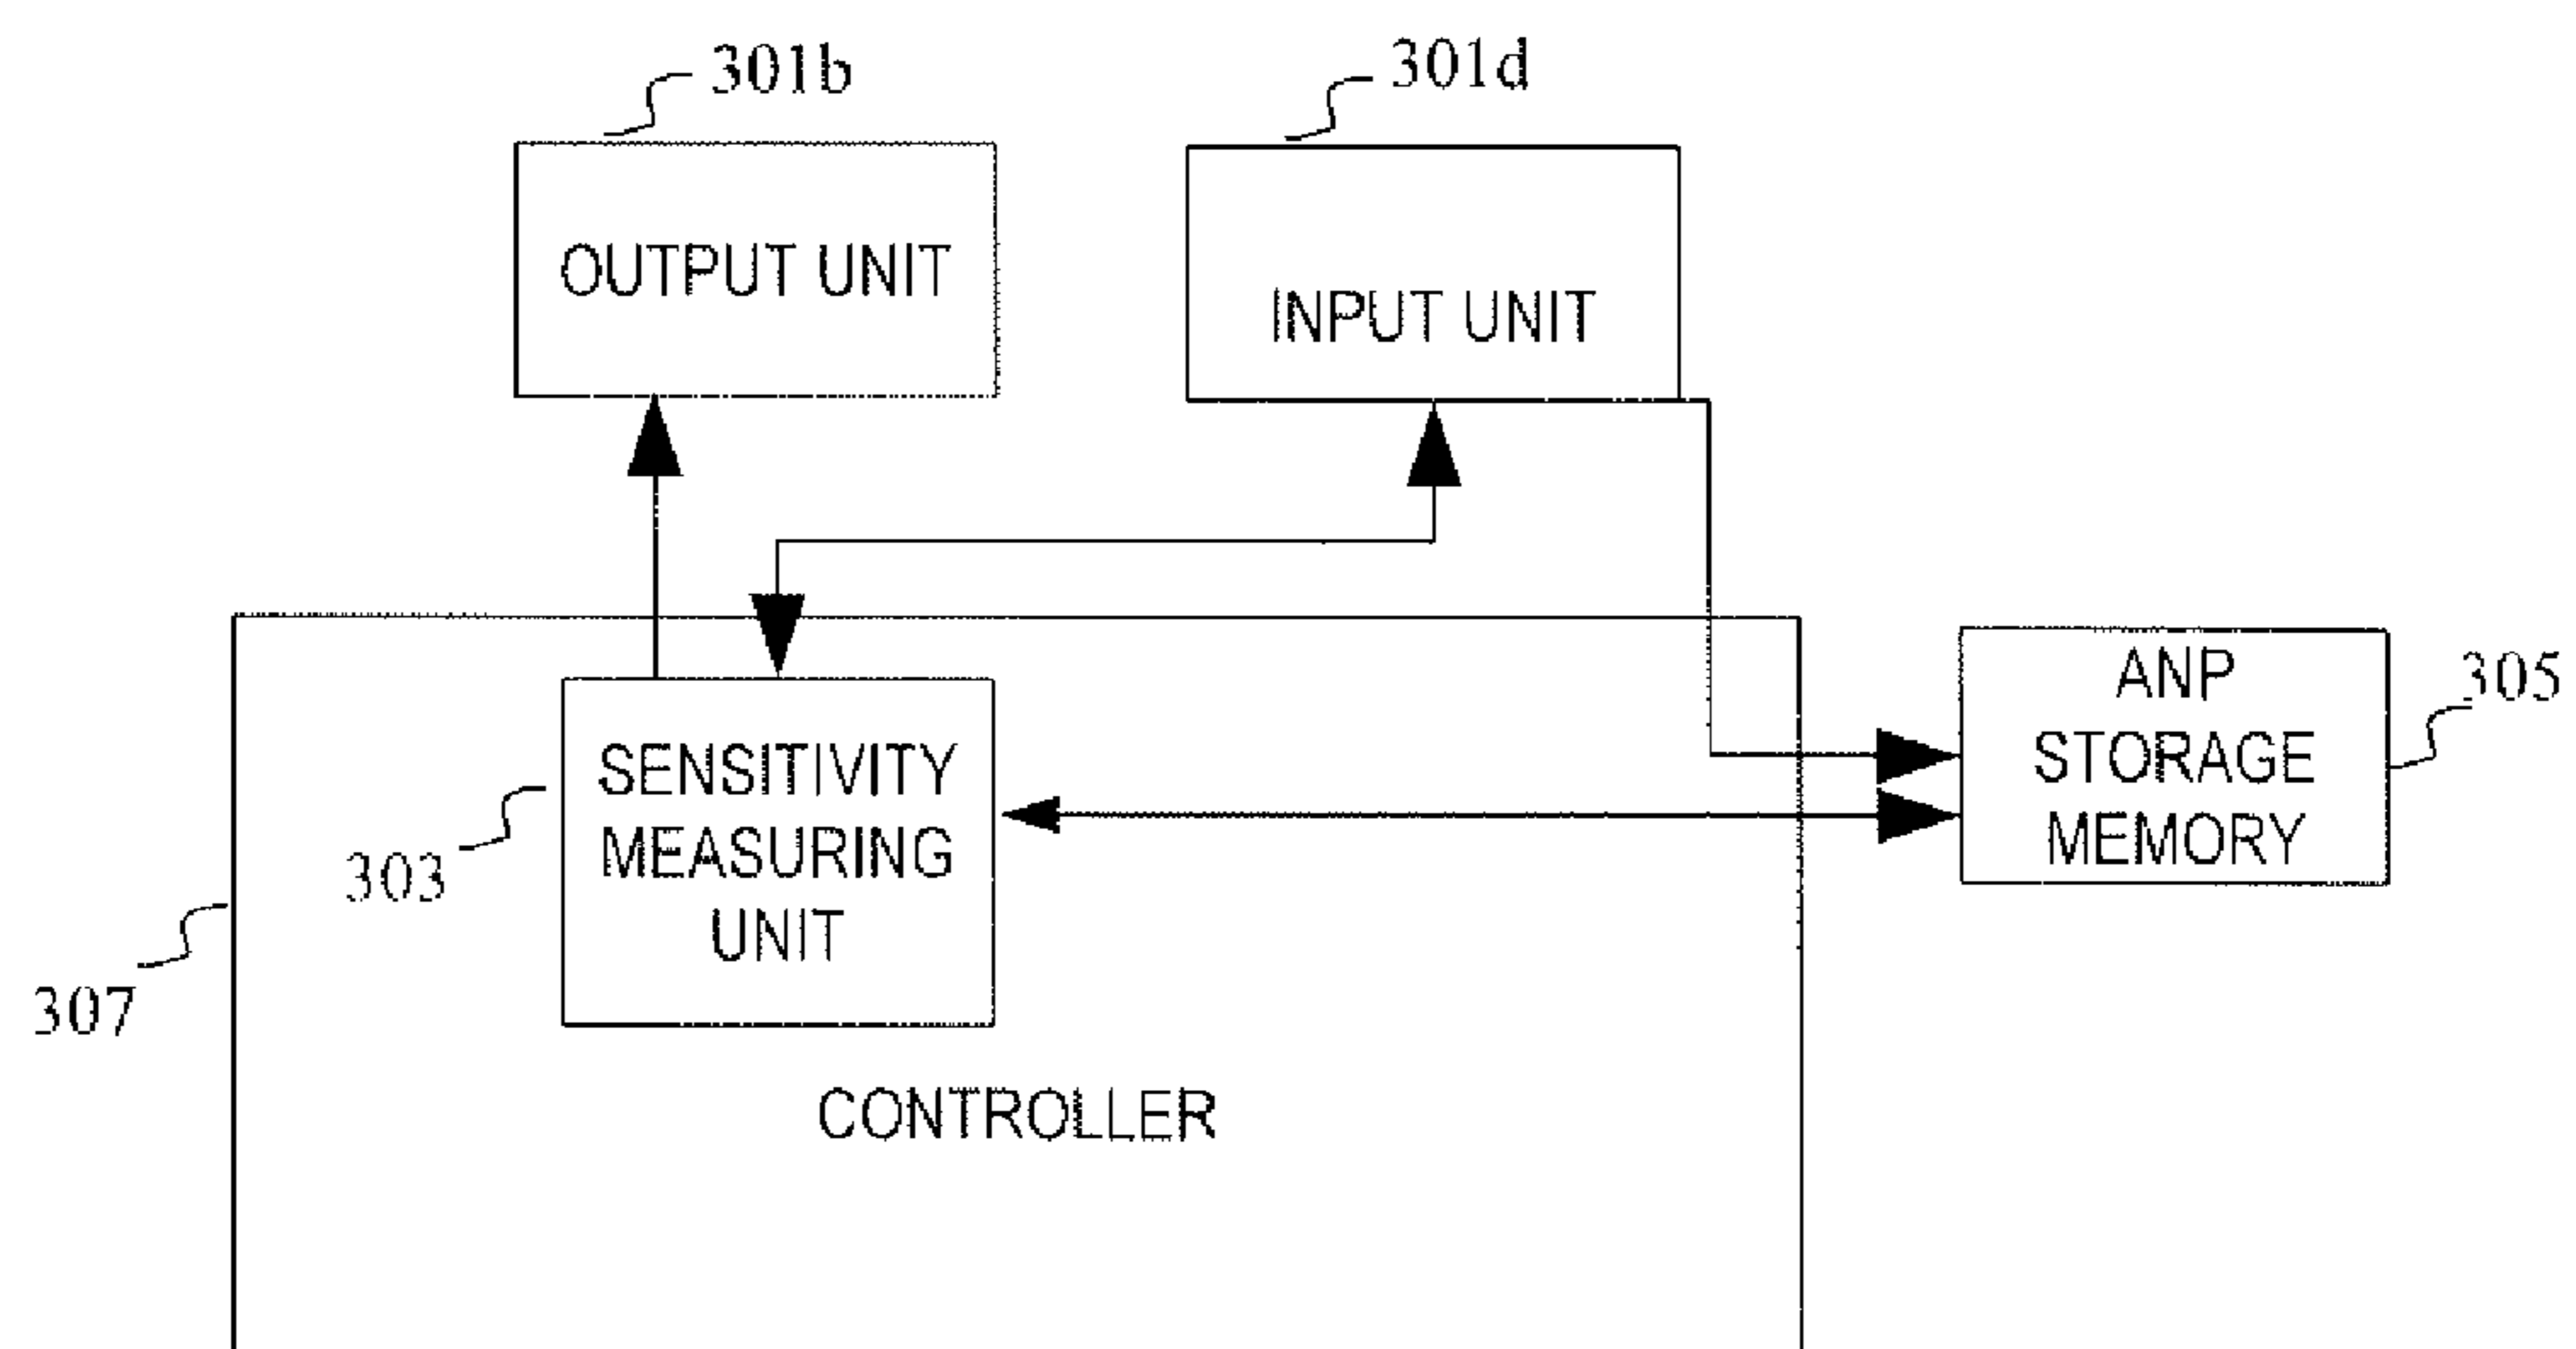 301b
301d
OUTPUT UNIT
INPUT UNIT
SENSITIVITY
MEASURING
UNIT
303
ANP
STORAGE
MEMORY
305
307
CONTROLLER